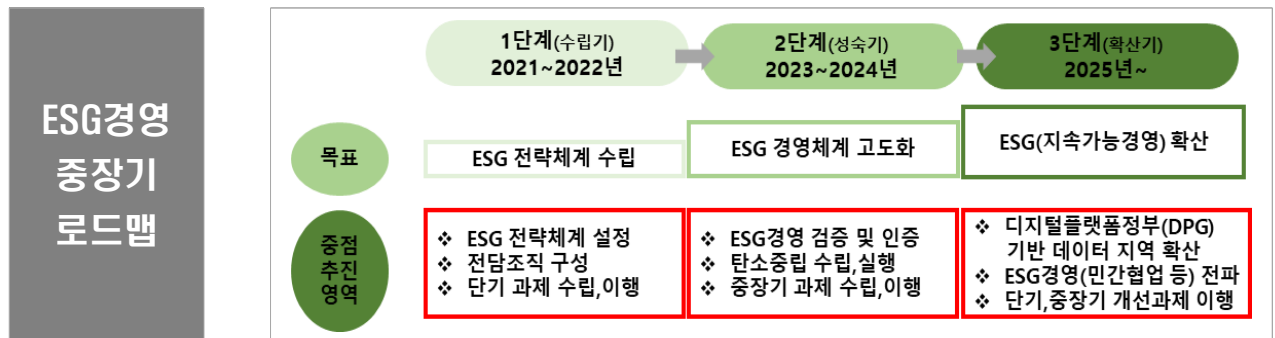 ESG경영
중장기
로드맵
1단계(수립기)
2021~2022년
2단계(성숙기)
2023~2024년
3단계(확산기)
2025년~
목표
ESG 전략체계 수립
ESG 경영체계 고도화
ESG(지속가능경영) 확산
중점
추진
영역
❖ ESG 전략체계 설정
❖ 전담조직 구성
❖ 단기 과제 수립,이행
❖ ESG경영 검증 및 인증
❖ 탄소중립 수립,실행
❖ 중장기 과제 수립,이행
❖ 디지털플랫폼정부(DPG)
기반 데이터 지역 확산
❖ ESG경영(민간협업 등) 전파
❖ 단기,중장기 개선과제 이행